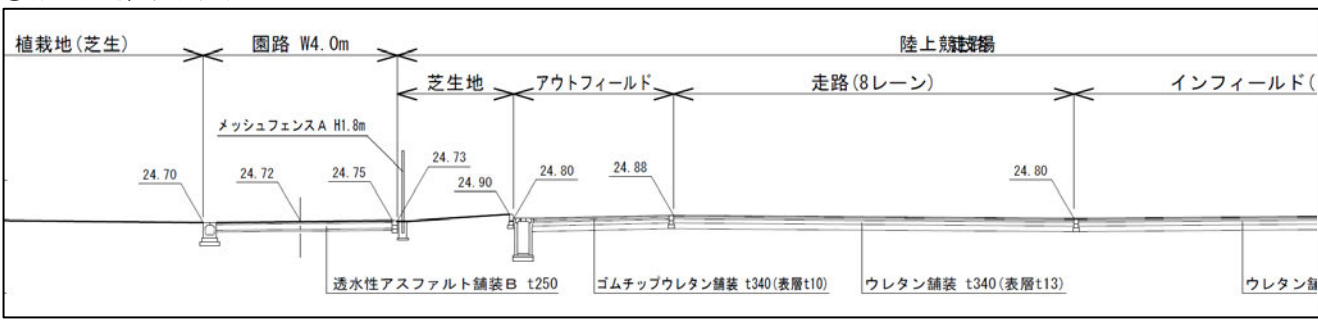 植栽地(芝生)
園路 W4.0m
陸上競
芝生地
アウトフィールド
走路(8レーン)
インフィールド(
メッシュフェンスA H1.8m
24.70
24.72
24.75
24.73
24.90
24.80
24.88
24.80
透水性アスファルト舗装B t250
ゴムチップウレタン舗装 t340(表層t10)
ウレタン舗装 t340(表層t13)
ウレタン舗